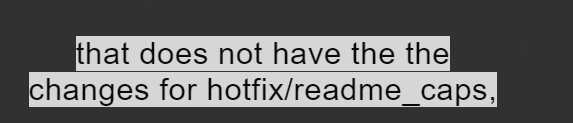 that does not have the the
changes for hotfix/readme_caps,